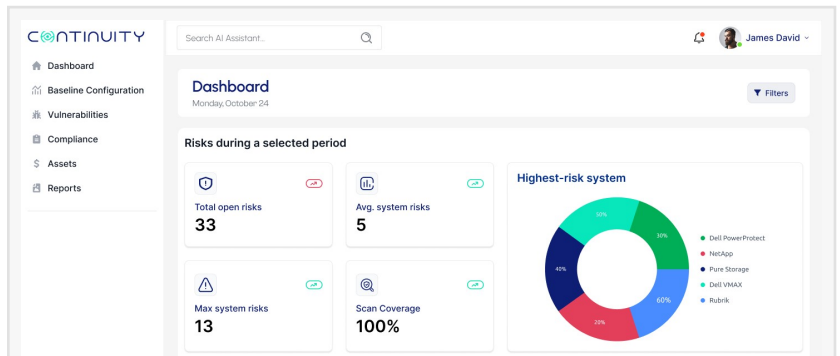 CONTINUITY
Search AI Assistant...
James David
Dashboard
Baseline Configuration
Vulnerabilities
Compliance
Assets
Reports
Dashboard
Monday, October 24
Filters
Risks during a selected period
Total open risks
33
Avg. system risks
5
Max system risks
13
Scan Coverage
100%
Highest-risk system
50%
30%
40%
60%
20%
Dell PowerProtect
NetApp
Pure Storage
Dell VMAX
Rubrik